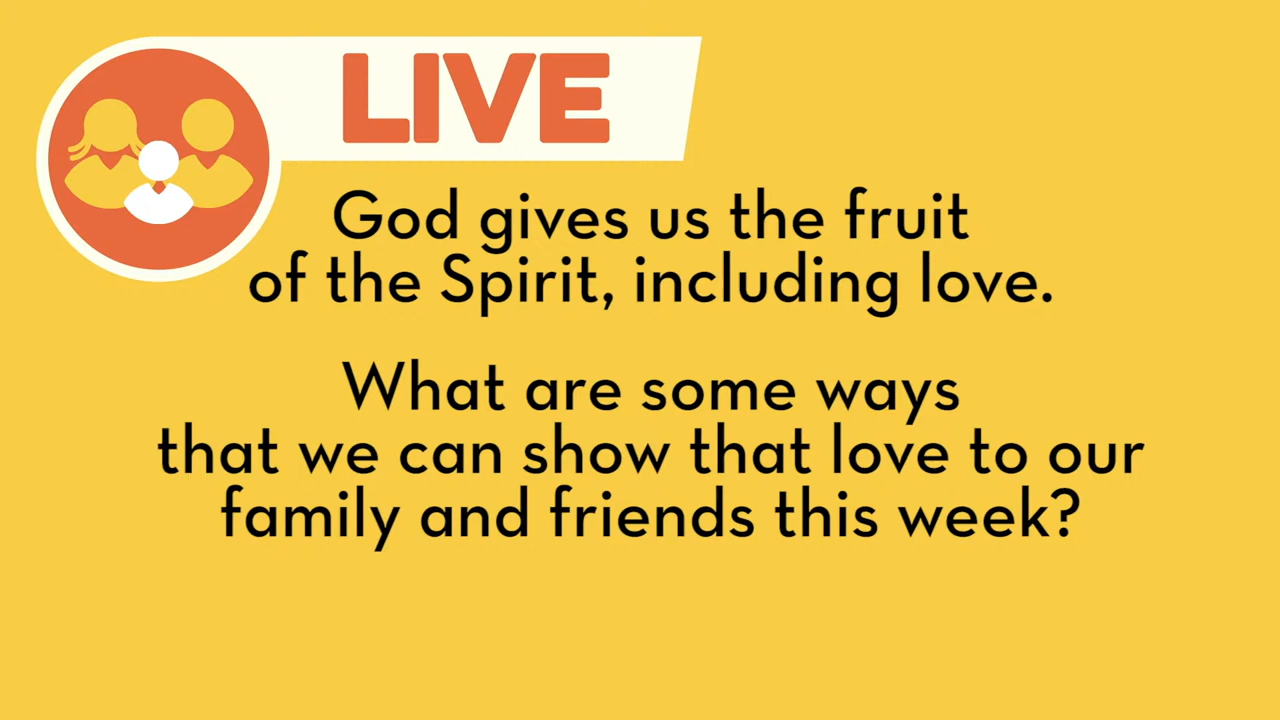 LIVE
God gives us the fruit
of the Spirit, including love.
What are some ways
that we can show that love to our
family and friends this week?